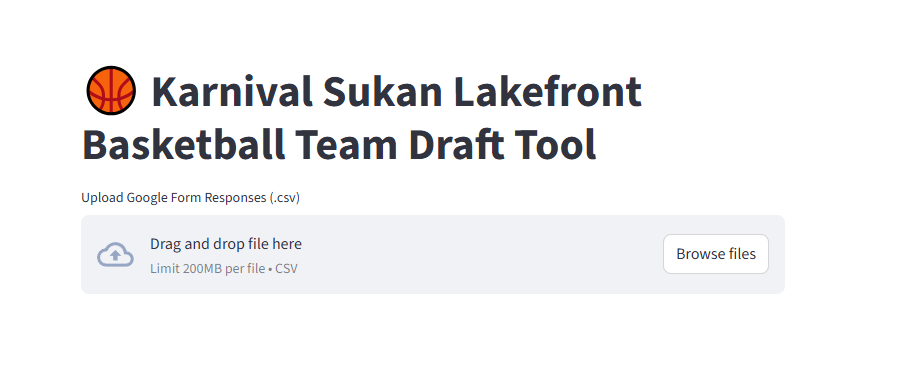 Karnival Sukan Lakefront
Basketball Team Draft Tool
Upload Google Form Responses (.csv)
Drag and drop file here
Limit 200MB per file • CSV
Browse files